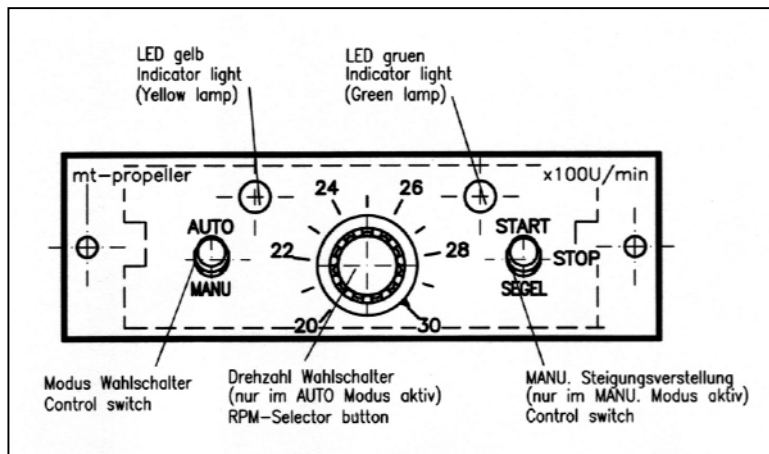 LED gelb
Indicator light
(Yellow lamp)
LED gruen
Indicator light
(Green lamp)
mt-propeller
x100U/min
24
26
AUTO
START
22
28
STOP
MANU
SEGEL
20
30
Modus Wahlschalter
Control switch
Drehzahl Wahlschalter
(nur im AUTO Modus aktiv)
RPM-Selector button
MANU. Steigungsverstellung
(nur im MANU. Modus aktiv)
Control switch